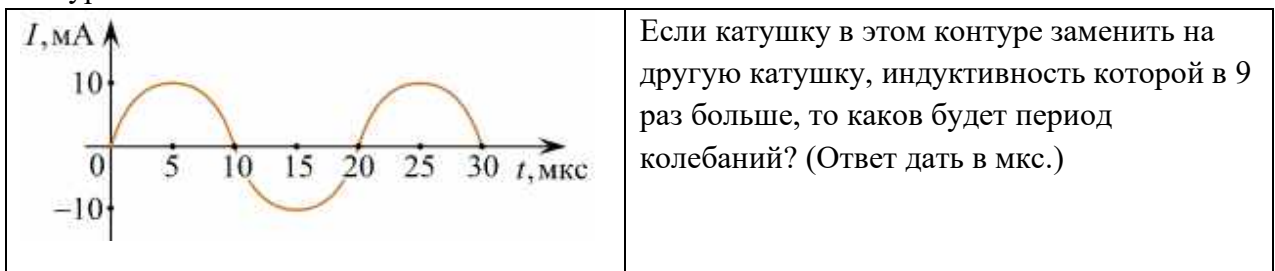 I, мА
10
0 5 10 15 20 25 30 t, мкс
−10
Если катушку в этом контуре заменить на
другую катушку, индуктивность которой в 9
раз больше, то каков будет период
колебаний? (Ответ дать в мкс.)